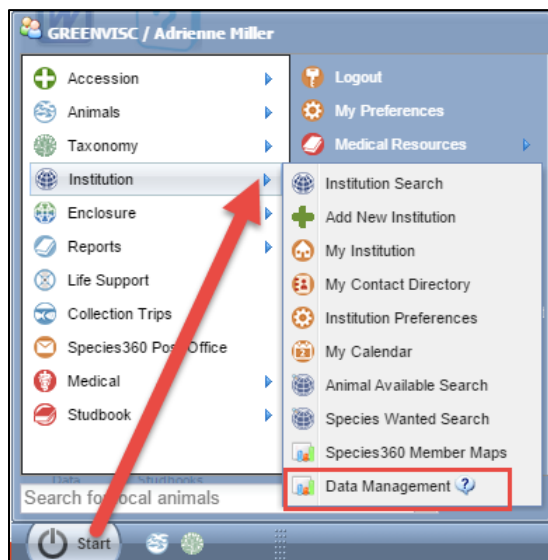 GREENVISC / Adrienne Miller
Accession
Animals
Taxonomy
Institution
Enclosure
Reports
Life Support
Collection Trips
Species360 Post Office
Medical
Studbook
Logout
My Preferences
Medical Resources
Institution Search
Add New Institution
My Institution
My Contact Directory
Institution Preferences
My Calendar
Animal Available Search
Species Wanted Search
Species360 Member Maps
Data Management
Data Studbooks
Search for local animals
Start